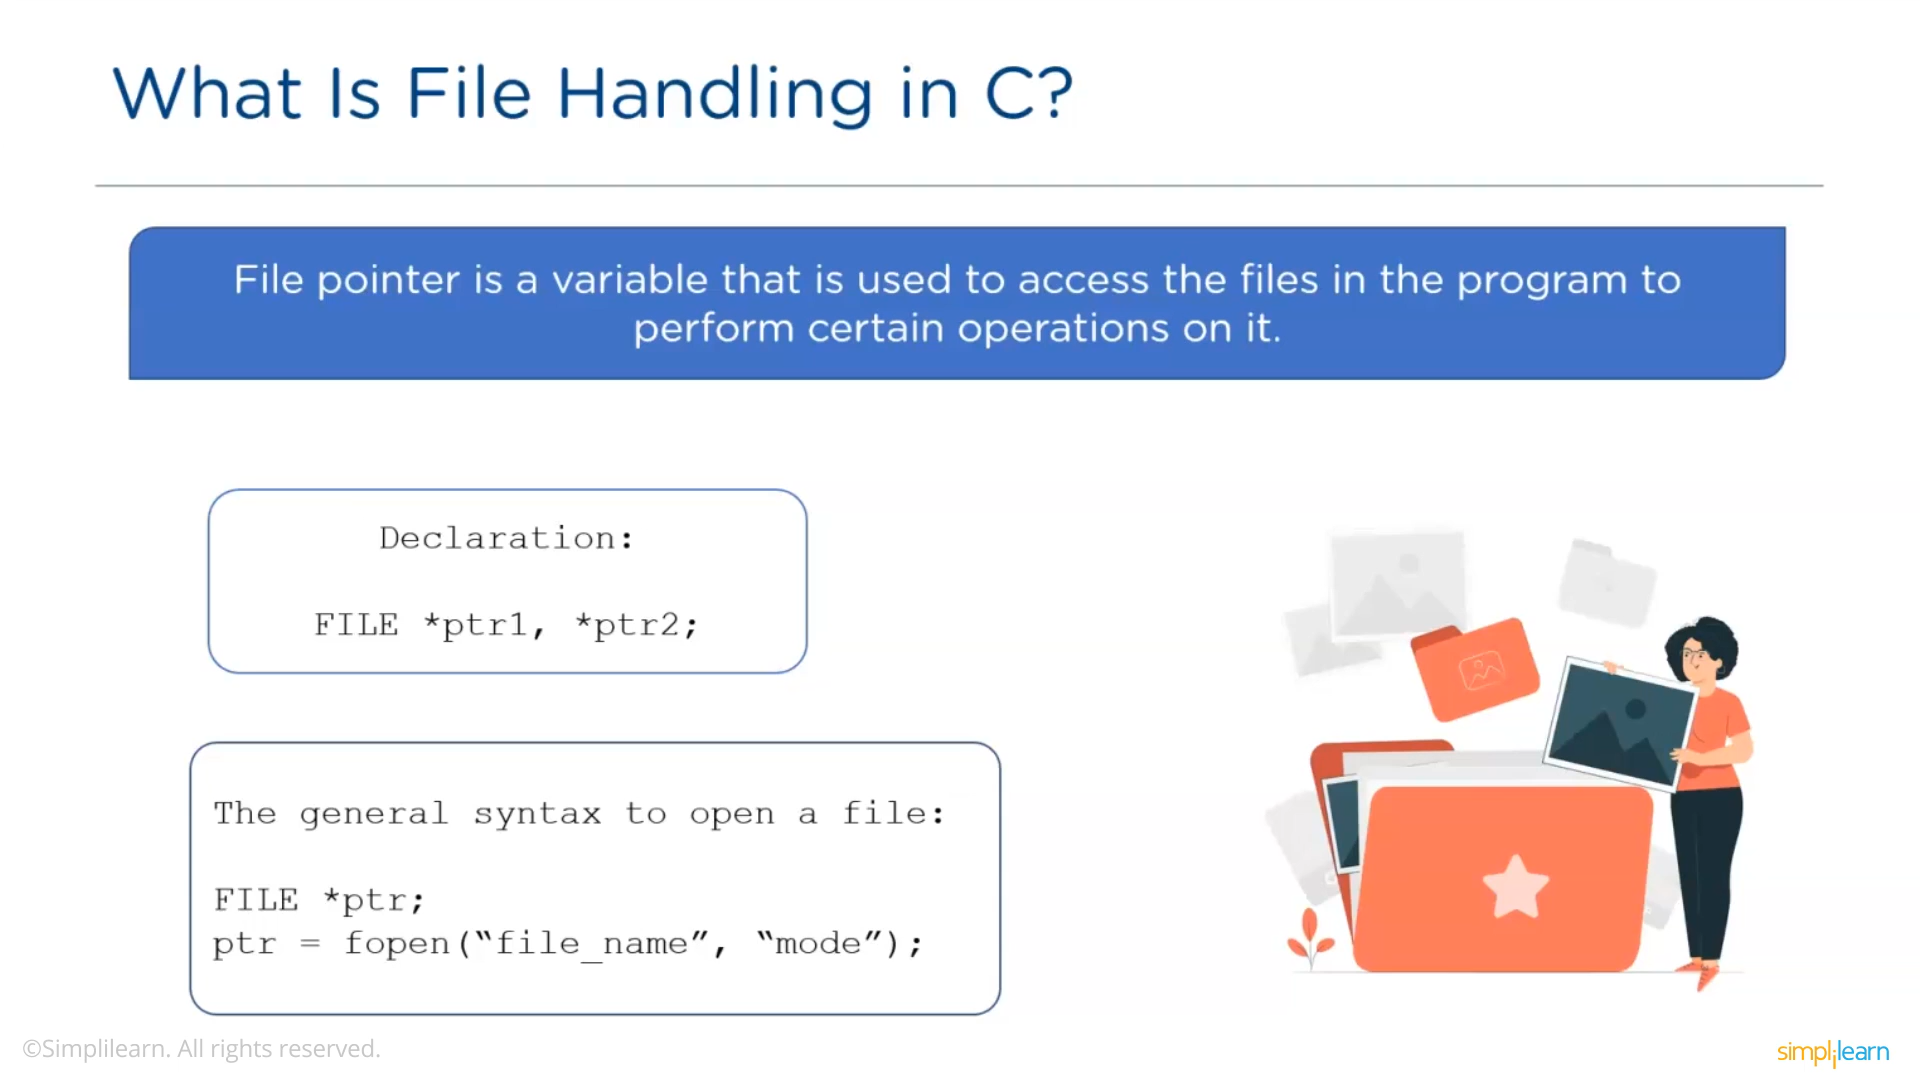 What Is File Handling in C?
File pointer is a variable that is used to access the files in the program to
perform certain operations on it.
Declaration:
FILE *ptr1, *ptr2;
The general syntax to open a file:
FILE *ptr;
ptr = fopen(“file_name”, “mode”);
©Simplilearn. All rights reserved.
simplilearn